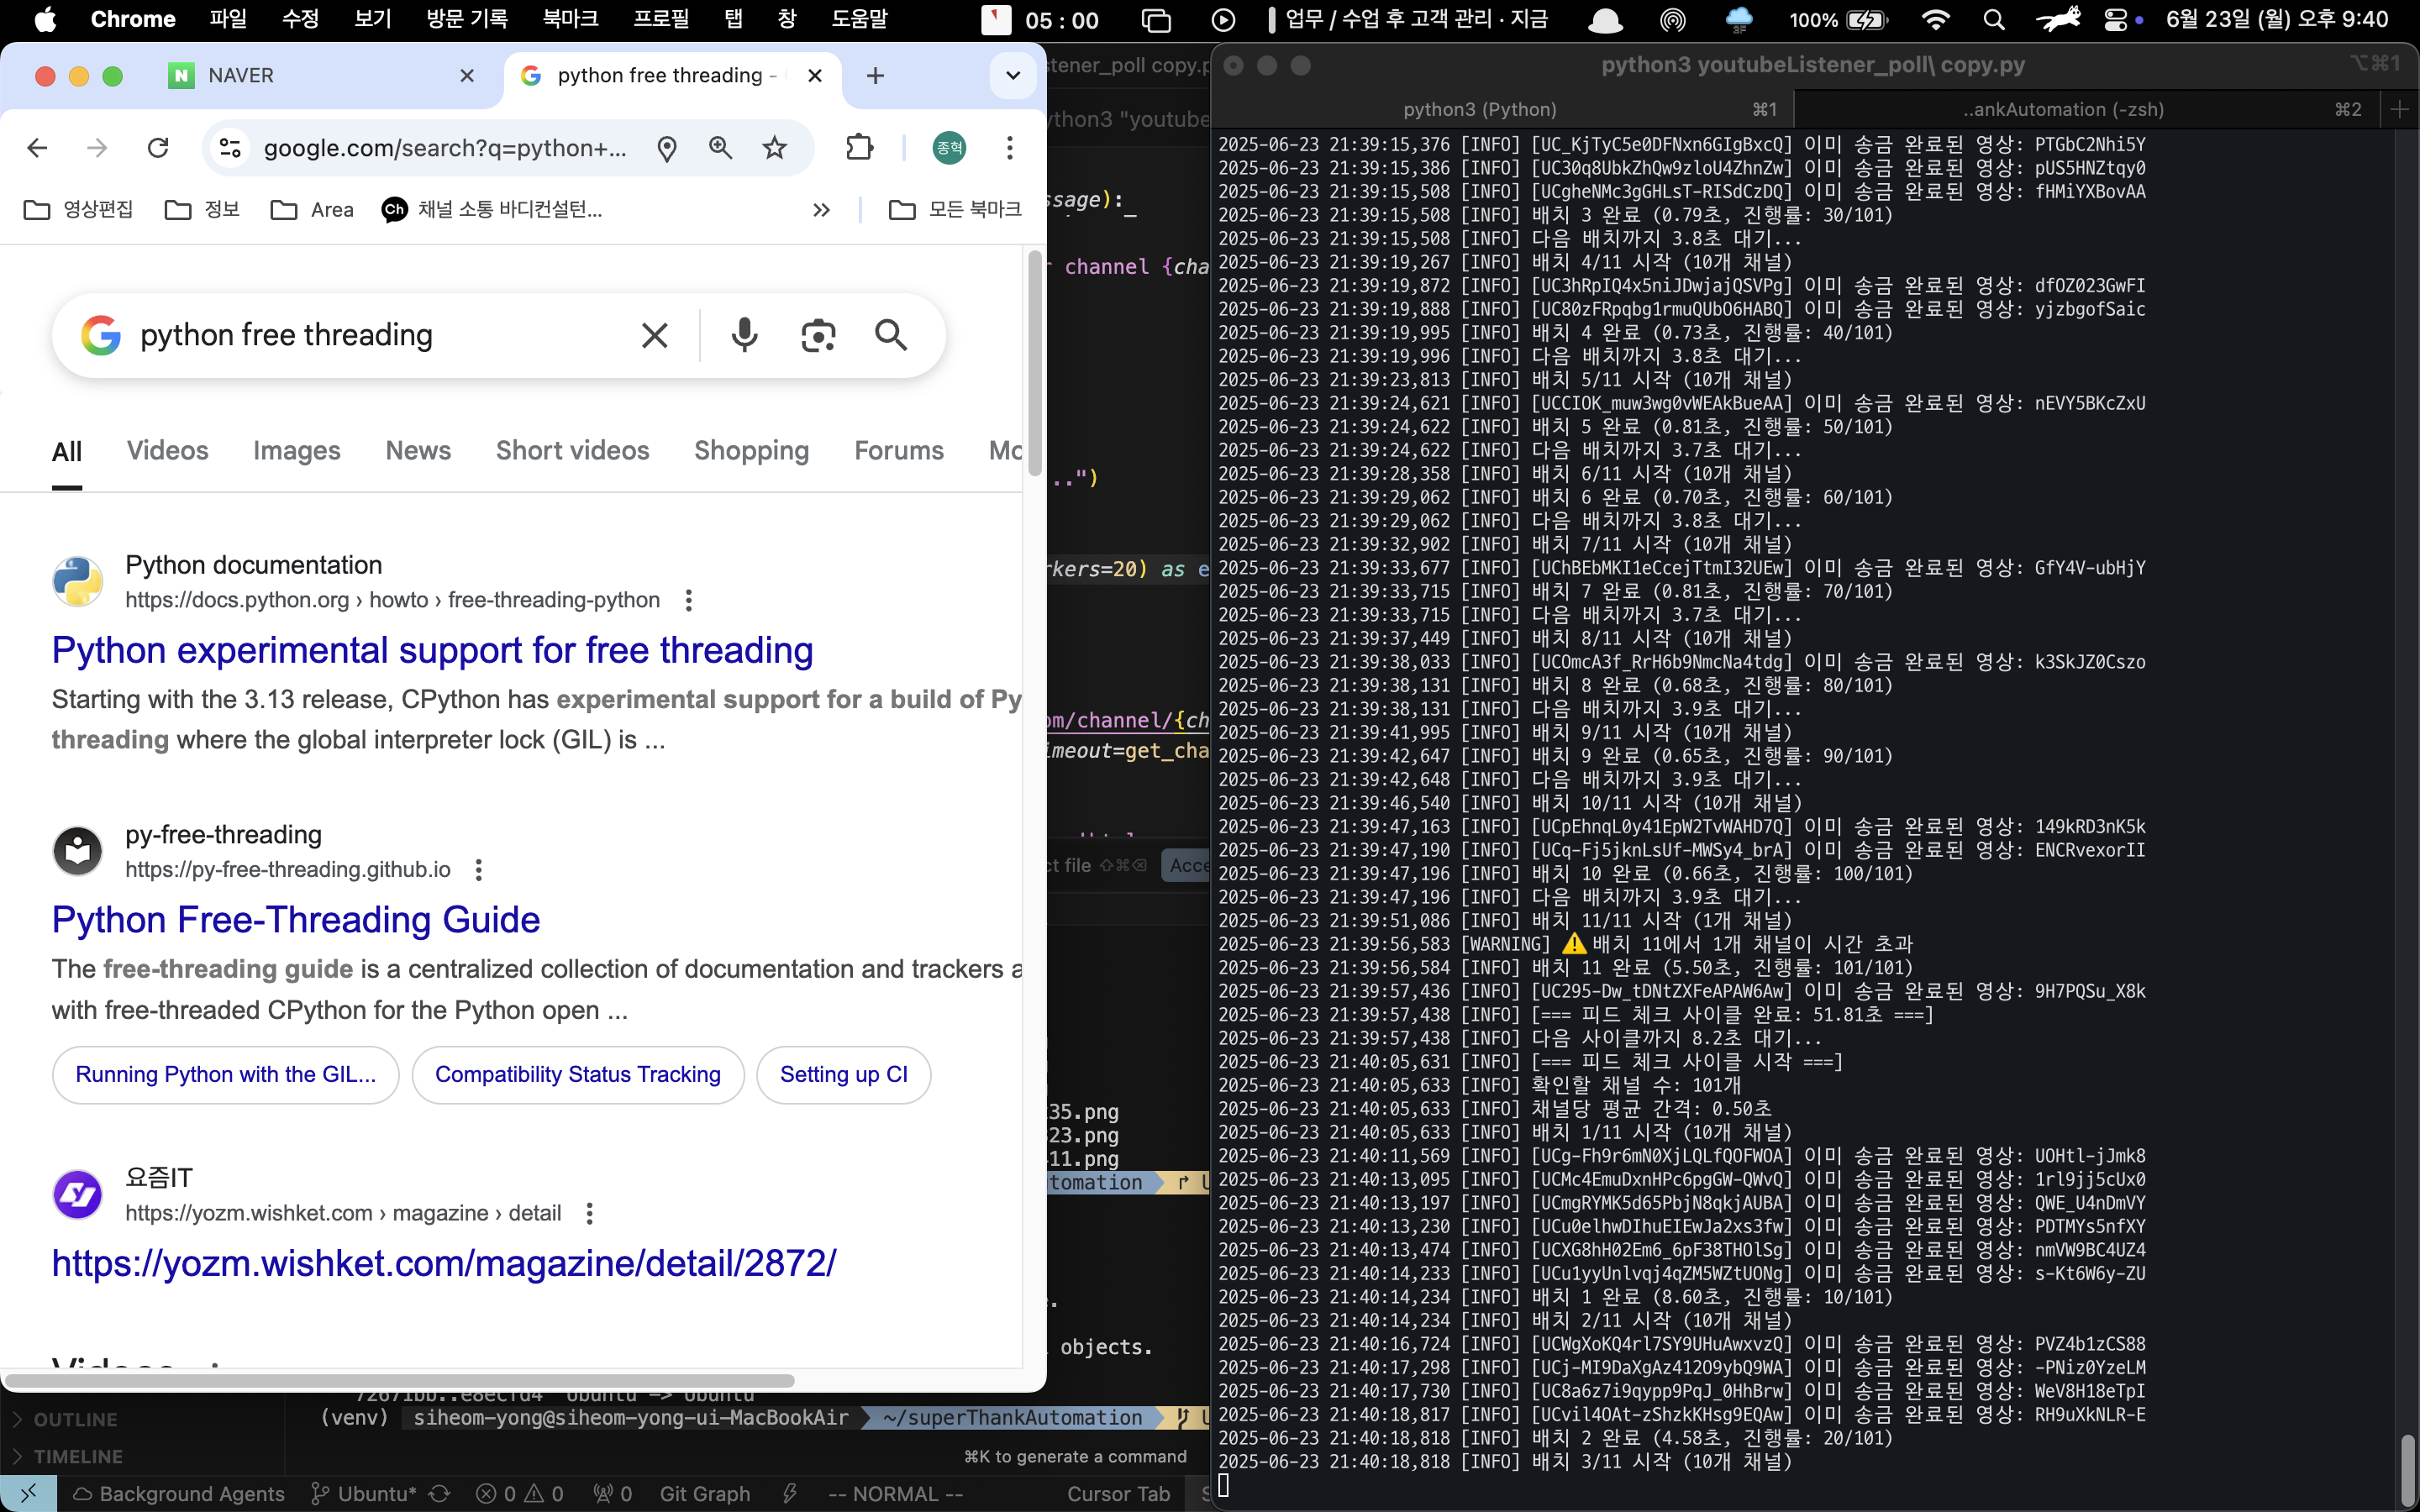 Chrome 파일 수정 보기 방문 기록 북마크 프로필 탭 창 도움말 05 : 00 업무 / 수업 후 고객 관리 · 지금 100% 6월 23일 (월) 오후 9:40
NAVER
python free threading -
google.com/search?q=python+...
종혁
영상편집 정보 Area Ch 채널 소통 바디컨설턴... » 모든 북마크
python free threading
All Videos Images News Short videos Shopping Forums Mo
Python documentation
https://docs.python.org › howto › free-threading-python
Python experimental support for free threading
Starting with the 3.13 release, CPython has experimental support for a build of Py
threading where the global interpreter lock (GIL) is ...
py-free-threading
https://py-free-threading.github.io
Python Free-Threading Guide
The free-threading guide is a centralized collection of documentation and trackers a
with free-threaded CPython for the Python open ...
Running Python with the GIL... Compatibility Status Tracking Setting up CI
요즘IT
https://yozm.wishket.com › magazine › detail
https://yozm.wishket.com/magazine/detail/2872/
Videos
stener_poll copy.p
ython3 "youtube
ssage):
r channel {cha
..")
rkers=20) as e
om/channel/{ch
imeout=get_cha
ct file ⇧⌘⌫ Acce
35.png
323.png
11.png
tomation
objects.
72671bb..e8ec1d4 Ubuntu -> Ubuntu
(venv) siheom-yong@siheom-yong-ui-MacBookAir ~/superThankAutomation
⌘K to generate a command
OUTLINE
TIMELINE
Background Agents Ubuntu* 0 0 0 Git Graph -- NORMAL -- Cursor Tab
python3 youtubeListener_poll\ copy.py ⌥⌘1
python3 (Python) ⌘1 ..ankAutomation (-zsh) ⌘2
2025-06-23 21:39:15,376 [INFO] [UC_KjTyC5e0DFNxn6GIgBxcQ] 이미 송금 완료된 영상: PTGbC2Nhi5Y
2025-06-23 21:39:15,386 [INFO] [UC30q8UbkZhQw9zloU4ZhnZw] 이미 송금 완료된 영상: pUS5HNZtqy0
2025-06-23 21:39:15,508 [INFO] [UCgheNMc3gGHLsT-RISdCzDQ] 이미 송금 완료된 영상: fHMiYXBovAA
2025-06-23 21:39:15,508 [INFO] 배치 3 완료 (0.79초, 진행률: 30/101)
2025-06-23 21:39:15,508 [INFO] 다음 배치까지 3.8초 대기...
2025-06-23 21:39:19,267 [INFO] 배치 4/11 시작 (10개 채널)
2025-06-23 21:39:19,872 [INFO] [UC3hRpIQ4x5niJDwjajQSVPg] 이미 송금 완료된 영상: dfOZ023GwFI
2025-06-23 21:39:19,888 [INFO] [UC80zFRpqbg1rmuQUbO6HABQ] 이미 송금 완료된 영상: yjzbgofSaic
2025-06-23 21:39:19,995 [INFO] 배치 4 완료 (0.73초, 진행률: 40/101)
2025-06-23 21:39:19,996 [INFO] 다음 배치까지 3.8초 대기...
2025-06-23 21:39:23,813 [INFO] 배치 5/11 시작 (10개 채널)
2025-06-23 21:39:24,621 [INFO] [UCCIOK_muw3wg0vWEAkBueAA] 이미 송금 완료된 영상: nEVY5BKcZxU
2025-06-23 21:39:24,622 [INFO] 배치 5 완료 (0.81초, 진행률: 50/101)
2025-06-23 21:39:24,622 [INFO] 다음 배치까지 3.7초 대기...
2025-06-23 21:39:28,358 [INFO] 배치 6/11 시작 (10개 채널)
2025-06-23 21:39:29,062 [INFO] 배치 6 완료 (0.70초, 진행률: 60/101)
2025-06-23 21:39:29,062 [INFO] 다음 배치까지 3.8초 대기...
2025-06-23 21:39:32,902 [INFO] 배치 7/11 시작 (10개 채널)
2025-06-23 21:39:33,677 [INFO] [UChBEbMKI1eCcejTtmI32UEw] 이미 송금 완료된 영상: GfY4V-ubHjY
2025-06-23 21:39:33,715 [INFO] 배치 7 완료 (0.81초, 진행률: 70/101)
2025-06-23 21:39:33,715 [INFO] 다음 배치까지 3.7초 대기...
2025-06-23 21:39:37,449 [INFO] 배치 8/11 시작 (10개 채널)
2025-06-23 21:39:38,033 [INFO] [UCOmcA3f_RrH6b9NmcNa4tdg] 이미 송금 완료된 영상: k3SkJZ0Cszo
2025-06-23 21:39:38,131 [INFO] 배치 8 완료 (0.68초, 진행률: 80/101)
2025-06-23 21:39:38,131 [INFO] 다음 배치까지 3.9초 대기...
2025-06-23 21:39:41,995 [INFO] 배치 9/11 시작 (10개 채널)
2025-06-23 21:39:42,647 [INFO] 배치 9 완료 (0.65초, 진행률: 90/101)
2025-06-23 21:39:42,648 [INFO] 다음 배치까지 3.9초 대기...
2025-06-23 21:39:46,540 [INFO] 배치 10/11 시작 (10개 채널)
2025-06-23 21:39:47,163 [INFO] [UCpEhnqL0y41EpW2TvWAHD7Q] 이미 송금 완료된 영상: 149kRD3nK5k
2025-06-23 21:39:47,190 [INFO] [UCq-Fj5jknLsUf-MWSy4_brA] 이미 송금 완료된 영상: ENCRvexorII
2025-06-23 21:39:47,196 [INFO] 배치 10 완료 (0.66초, 진행률: 100/101)
2025-06-23 21:39:47,196 [INFO] 다음 배치까지 3.9초 대기...
2025-06-23 21:39:51,086 [INFO] 배치 11/11 시작 (1개 채널)
2025-06-23 21:39:56,583 [WARNING] ⚠️ 배치 11에서 1개 채널이 시간 초과
2025-06-23 21:39:56,584 [INFO] 배치 11 완료 (5.50초, 진행률: 101/101)
2025-06-23 21:39:57,436 [INFO] [UC295-Dw_tDNtZXFeAPAW6Aw] 이미 송금 완료된 영상: 9H7PQSu_X8k
2025-06-23 21:39:57,438 [INFO] [=== 피드 체크 사이클 완료: 51.81초 ===]
2025-06-23 21:39:57,438 [INFO] 다음 사이클까지 8.2초 대기...
2025-06-23 21:40:05,631 [INFO] [=== 피드 체크 사이클 시작 ===]
2025-06-23 21:40:05,633 [INFO] 확인할 채널 수: 101개
2025-06-23 21:40:05,633 [INFO] 채널당 평균 간격: 0.50초
2025-06-23 21:40:05,633 [INFO] 배치 1/11 시작 (10개 채널)
2025-06-23 21:40:11,569 [INFO] [UCg-Fh9r6mN0XjLQLfQOFWOA] 이미 송금 완료된 영상: UOHtl-jJmk8
2025-06-23 21:40:13,095 [INFO] [UCMc4EmuDxnHPc6pgGW-QWvQ] 이미 송금 완료된 영상: 1rl9jj5cUx0
2025-06-23 21:40:13,197 [INFO] [UCmgRYMK5d65PbjN8qkjAUBA] 이미 송금 완료된 영상: QWE_U4nDmVY
2025-06-23 21:40:13,230 [INFO] [UCu0elhwDIhuEIEwJa2xs3fw] 이미 송금 완료된 영상: PDTMYs5nfXY
2025-06-23 21:40:13,474 [INFO] [UCXG8hH02Em6_6pF38THOlSg] 이미 송금 완료된 영상: nmVW9BC4UZ4
2025-06-23 21:40:14,233 [INFO] [UCu1yyUnlvqj4qZM5WZtUONg] 이미 송금 완료된 영상: s-Kt6W6y-ZU
2025-06-23 21:40:14,234 [INFO] 배치 1 완료 (8.60초, 진행률: 10/101)
2025-06-23 21:40:14,234 [INFO] 배치 2/11 시작 (10개 채널)
2025-06-23 21:40:16,724 [INFO] [UCWgXoKQ4rl7SY9UHuAwxvzQ] 이미 송금 완료된 영상: PVZ4b1zCS88
2025-06-23 21:40:17,298 [INFO] [UCj-MI9DaXgAz412O9ybQ9WA] 이미 송금 완료된 영상: -PNiz0YzeLM
2025-06-23 21:40:17,730 [INFO] [UC8a6z7i9qypp9PqJ_0HhBrw] 이미 송금 완료된 영상: WeV8H18eTpI
2025-06-23 21:40:18,817 [INFO] [UCvil4OAt-zShzkKHsg9EQAw] 이미 송금 완료된 영상: RH9uXkNLR-E
2025-06-23 21:40:18,818 [INFO] 배치 2 완료 (4.58초, 진행률: 20/101)
2025-06-23 21:40:18,818 [INFO] 배치 3/11 시작 (10개 채널)